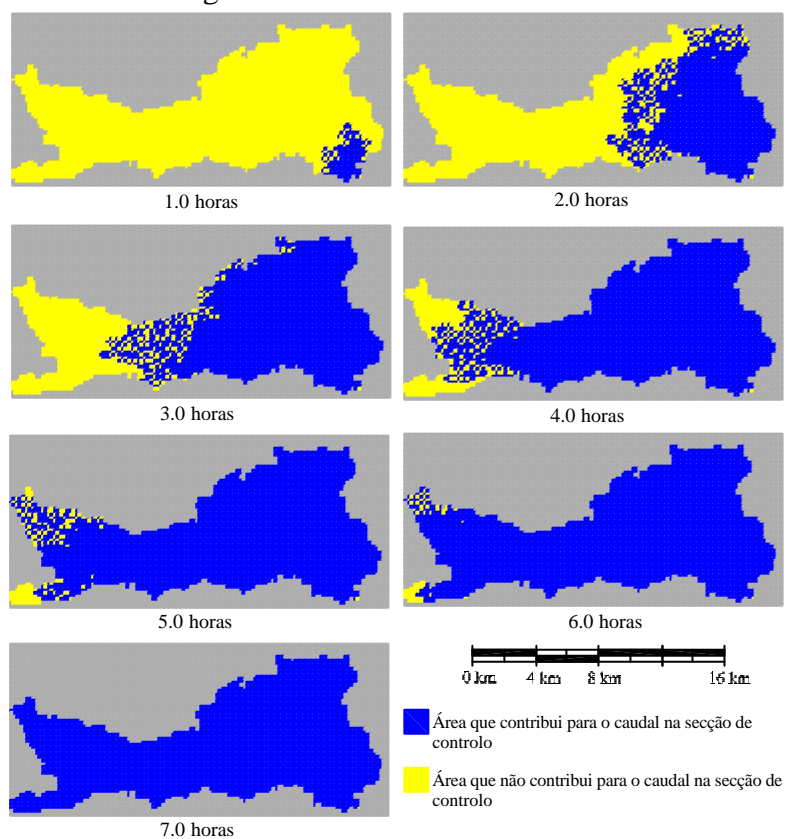 1.0 horas
2.0 horas
3.0 horas
4.0 horas
5.0 horas
6.0 horas
0 km 4 km 8 km 16 km
Área que contribui para o caudal na secção de
controlo
Área que não contribui para o caudal na secção de
controlo
7.0 horas